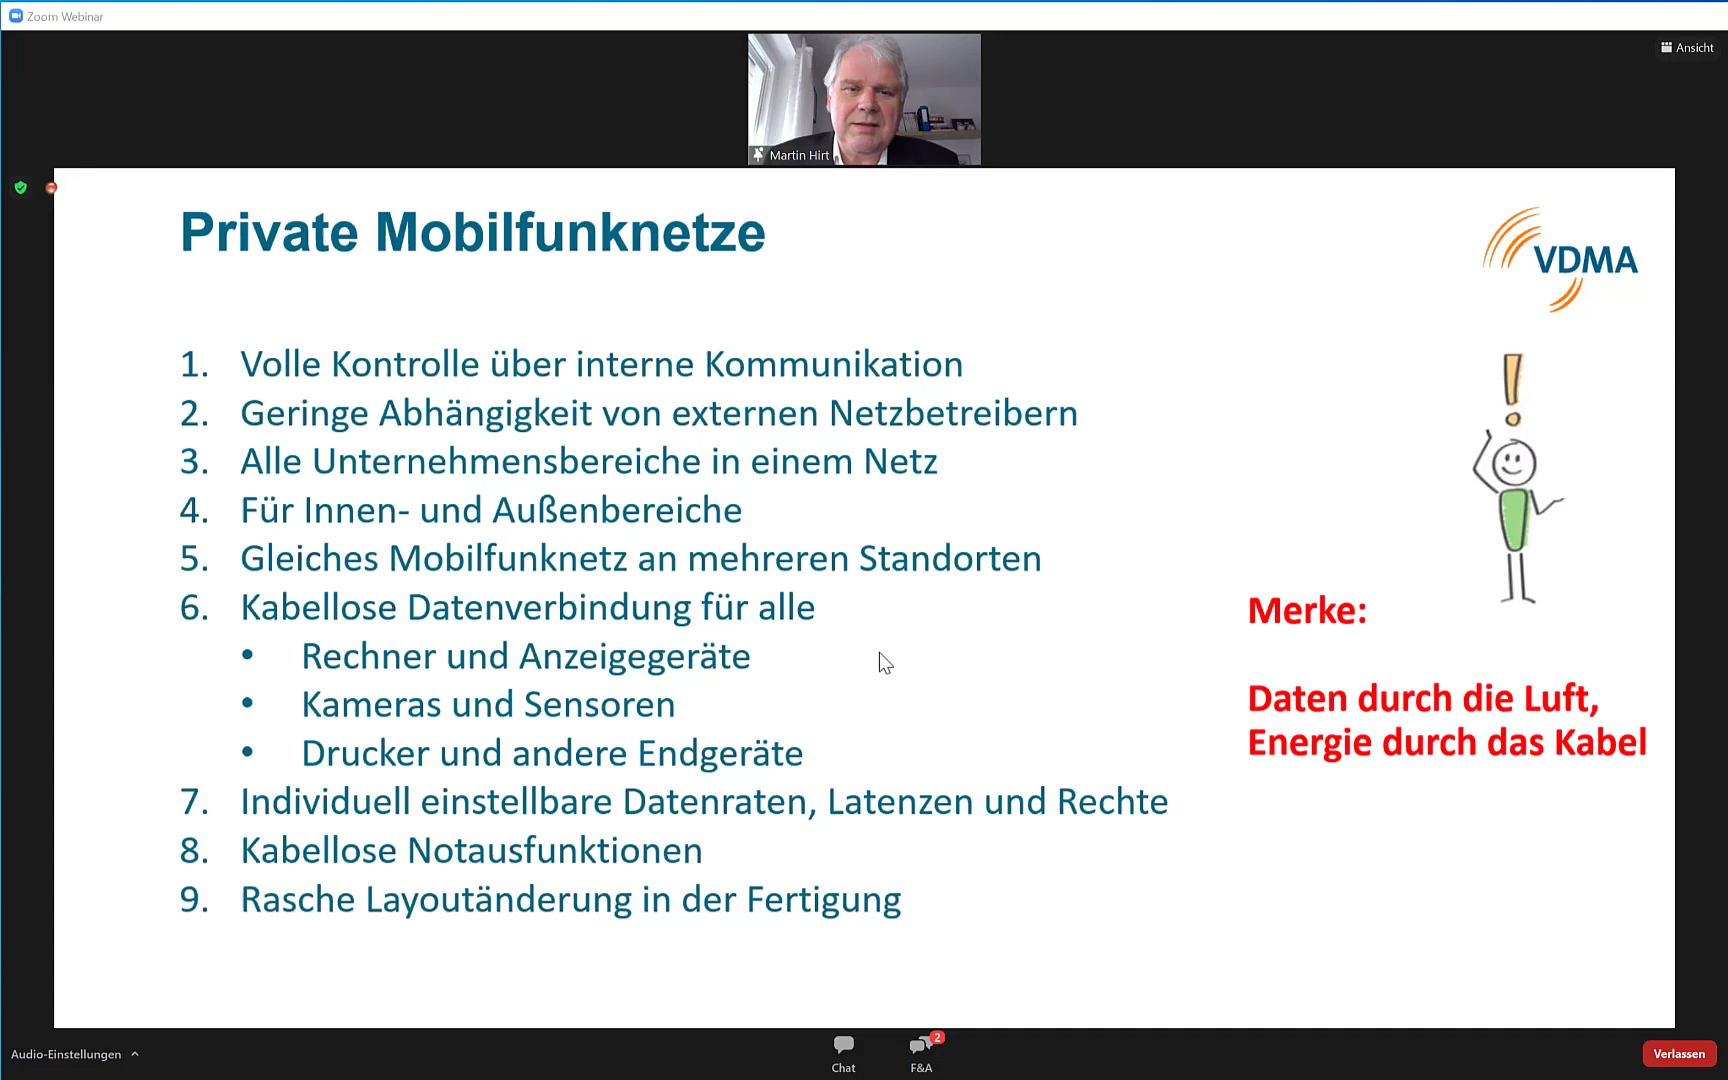 Zoom Webinar
Ansicht
Martin Hirt
Private Mobilfunknetze
VDMA
1. Volle Kontrolle über interne Kommunikation
2. Geringe Abhängigkeit von externen Netzbetreibern
3. Alle Unternehmensbereiche in einem Netz
4. Für Innen- und Außenbereiche
5. Gleiches Mobilfunknetz an mehreren Standorten
6. Kabellose Datenverbindung für alle
• Rechner und Anzeigegeräte
• Kameras und Sensoren
• Drucker und andere Endgeräte
7. Individuell einstellbare Datenraten, Latenzen und Rechte
8. Kabellose Notausfunktionen
9. Rasche Layoutänderung in der Fertigung
!
Merke:
Daten durch die Luft,
Energie durch das Kabel
Audio-Einstellungen
Chat
2
F&A
Verlassen